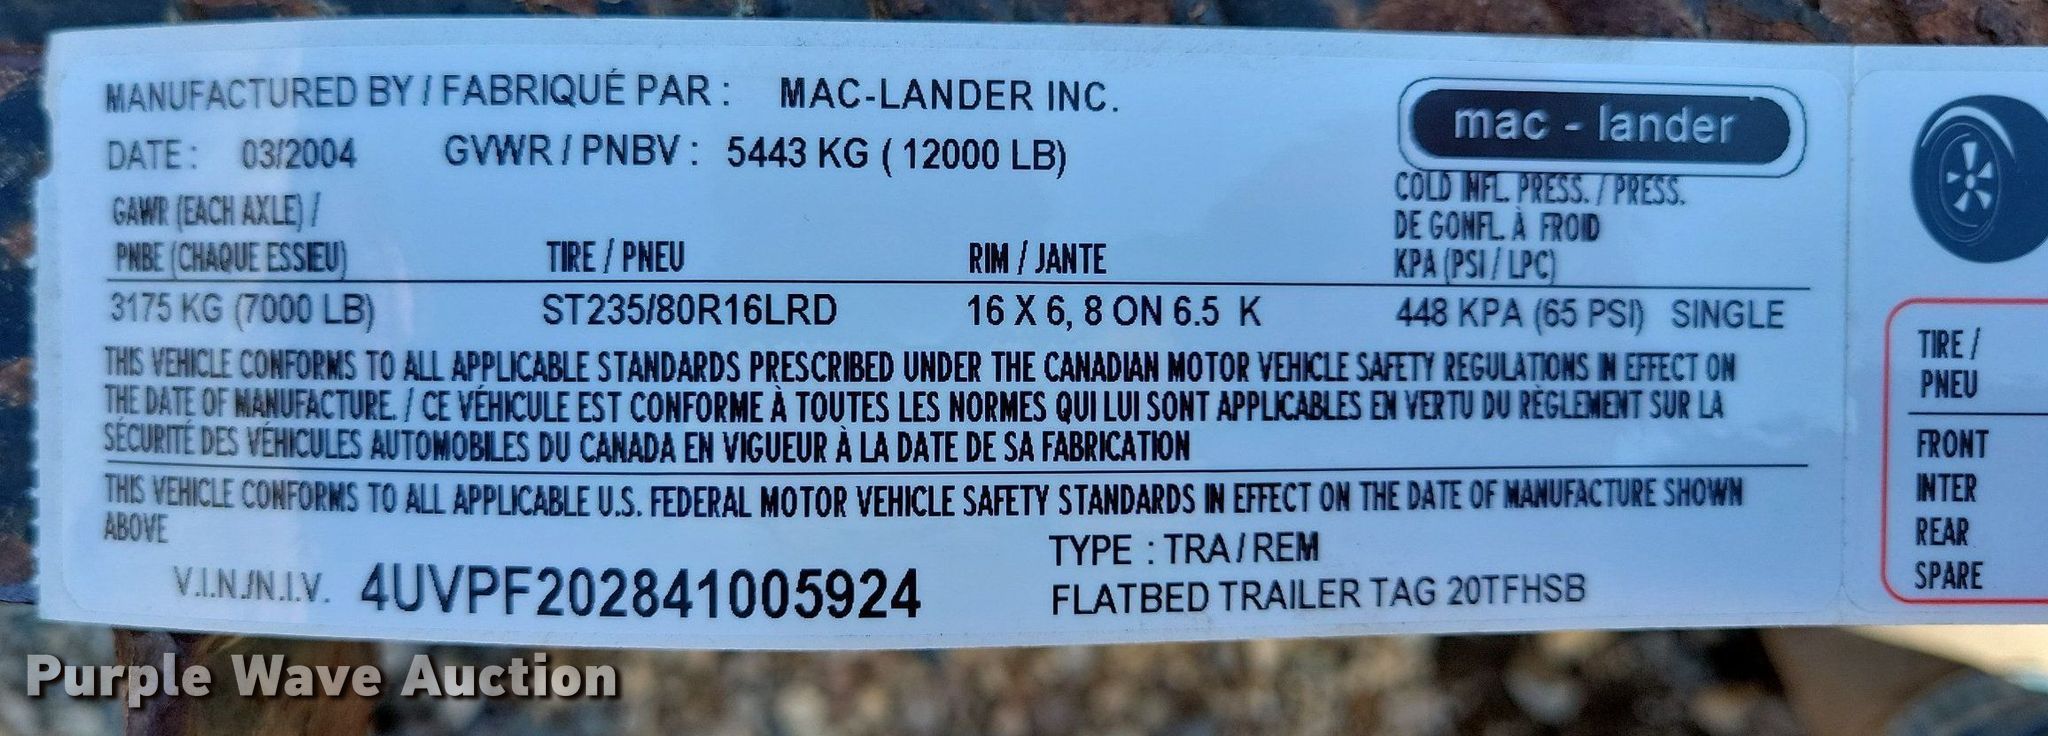 MANUFACTURED BY / FABRIQUÉ PAR : MAC-LANDER INC.
mac - lander
DATE : 03/2004 GVWR / PNBV : 5443 KG ( 12000 LB)
GAWR (EACH AXLE) /
PNBE (CHAQUE ESSIEU)
TIRE / PNEU
RIM / JANTE
COLD INFL. PRESS. / PRESS.
DE GONFL. À FROID
KPA (PSI / LPC)
3175 KG (7000 LB) ST235/80R16LRD 16 X 6, 8 ON 6.5 K 448 KPA (65 PSI) SINGLE
THIS VEHICLE CONFORMS TO ALL APPLICABLE STANDARDS PRESCRIBED UNDER THE CANADIAN MOTOR VEHICLE SAFETY REGULATIONS IN EFFECT ON
THE DATE OF MANUFACTURE. / CE VÉHICULE EST CONFORME À TOUTES LES NORMES QUI LUI SONT APPLICABLES EN VERTU DU RÈGLEMENT SUR LA
SÉCURITÉ DES VÉHICULES AUTOMOBILES DU CANADA EN VIGUEUR À LA DATE DE SA FABRICATION
THIS VEHICLE CONFORMS TO ALL APPLICABLE U.S. FEDERAL MOTOR VEHICLE SAFETY STANDARDS IN EFFECT ON THE DATE OF MANUFACTURE SHOWN
ABOVE
V.I.N./N.I.V. 4UVPF202841005924
TYPE : TRA / REM
FLATBED TRAILER TAG 20TFHSB
TIRE /
PNEU
FRONT
INTER
REAR
SPARE
Purple Wave Auction